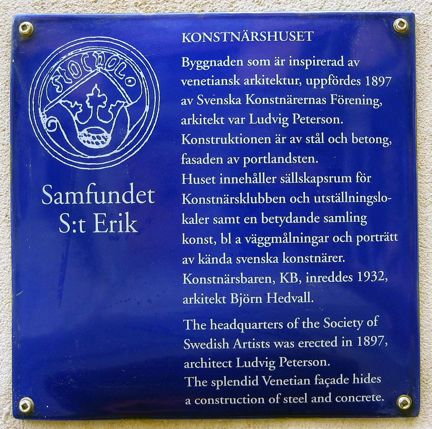 STOCHOLM
Samfundet
S:t Erik
KONSTNÄRSHUSET
Byggnaden som är inspirerad av
venetiansk arkitektur, uppfördes 1897
av Svenska Konstnärernas Förening,
arkitekt var Ludvig Peterson.
Konstruktionen är av stål och betong,
fasaden av portlandsten.
Huset innehåller sällskapsrum för
Konstnärsklubben och utställningslo-
kaler samt en betydande samling
konst, bl a väggmålningar och porträtt
av kända svenska konstnärer.
Konstnärsbaren, KB, inreddes 1932,
arkitekt Björn Hedvall.
The headquarters of the Society of
Swedish Artists was erected in 1897,
architect Ludvig Peterson.
The splendid Venetian façade hides
a construction of steel and concrete.